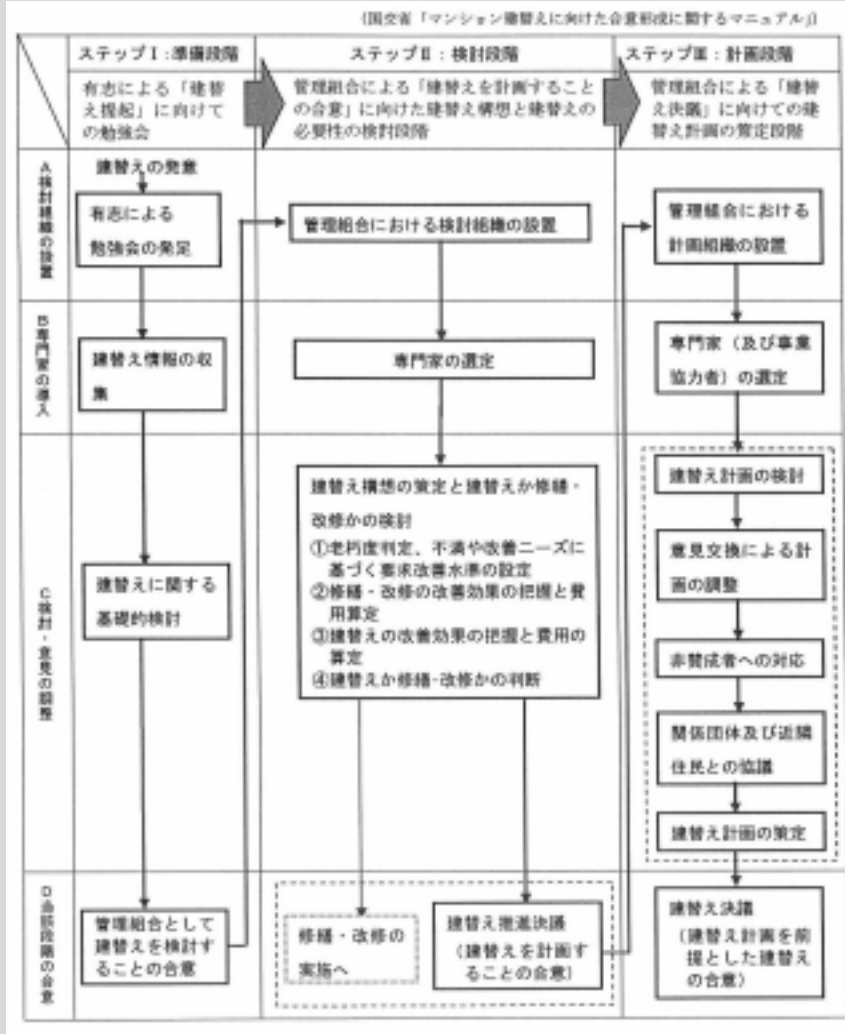 (国交省「マンション建替えに向けた合意形成に関するマニュアル」)
ステップⅠ:準備段階
ステップⅡ:検討段階
ステップⅢ:計画段階
有志による「建替
え提起」に向けて
の勉強会
管理組合による「建替えを計画することの
合意」に向けた建替え構想と建替えの
必要性の検討段階
管理組合による「建替
え決議」に向けての建
替え計画の策定段階
A検討組織の設置
建替えの発意
有志による
勉強会の発足
管理組合における検討組織の設置
管理組合における
計画組織の設置
B専門家の導入
建替え情報の収
集
専門家の選定
専門家(及び事業
協力者)の選定
C検討・意見の調整
建替えに関する
基礎的検討
建替え構想の策定と建替えか修繕・
改修かの検討
①老朽度判定、不満や改善ニーズに
基づく要求改善水準の設定
②修繕・改修の改善効果の把握と費
用算定
③建替えの改善効果の把握と費用の
算定
④建替えか修繕・改修かの判断
建替え計画の検討
意見交換による計
画の調整
非賛成者への対応
関係団体及び近隣
住民との協議
建替え計画の策定
D当該段階の合意
管理組合として
建替えを検討す
ることの合意
修繕・改修の
実施へ
建替え推進決議
(建替えを計画す
ることの合意)
建替え決議
(建替え計画を前
提とした建替え
の合意)